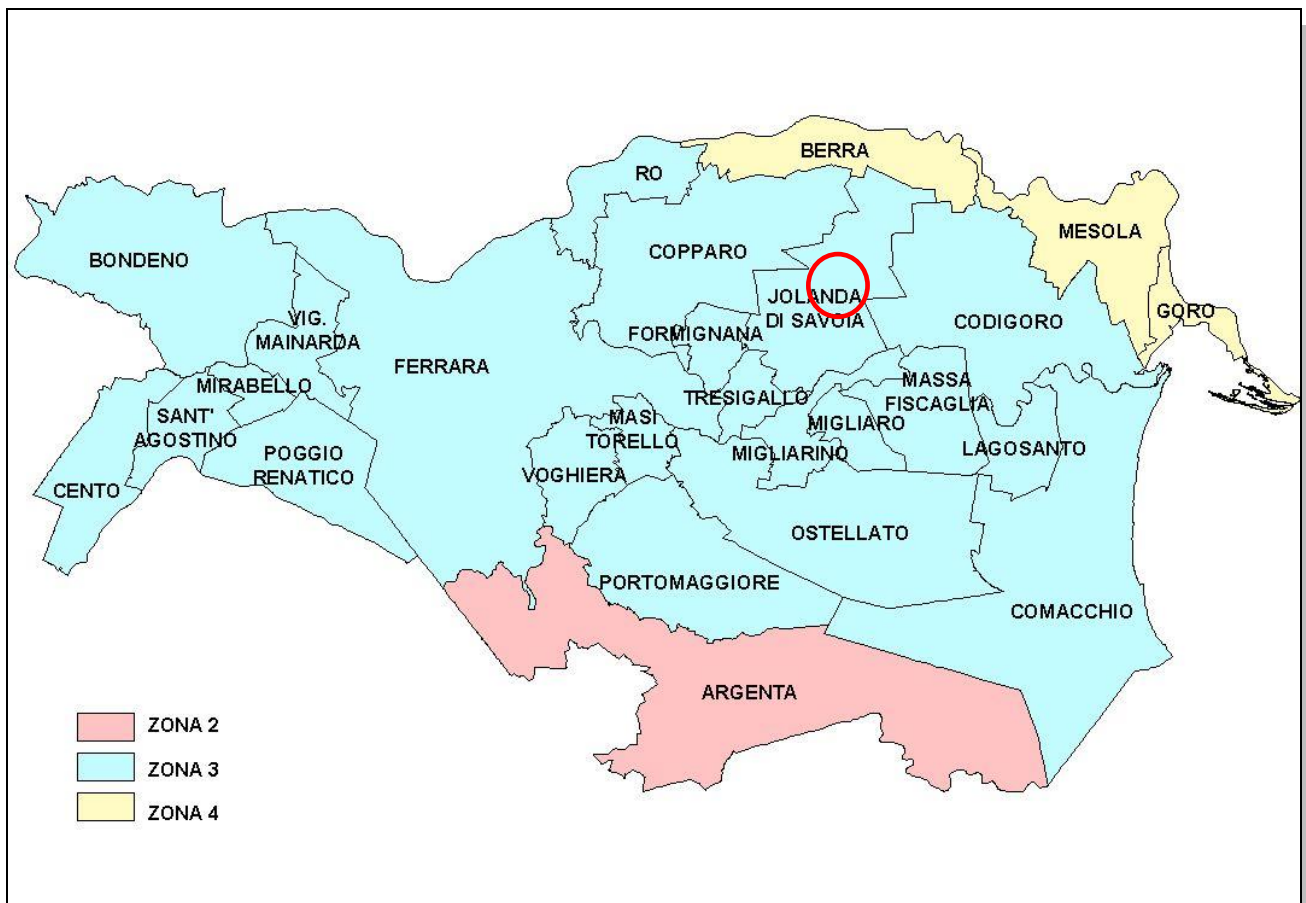 BERRA
RO
MESOLA
COPPARO
BONDENO
JOLANDA
DI SAVOIA
GORO
VIG.
MAINARDA
FORMIGNANA
CODIGORO
FERRARA
MIRABELLO
TRESIGALLO
MASSA
FISCAGLIA
SANT'
AGOSTINO
MASI
TORELLO
MIGLIARO
POGGIO
RENATICO
MIGLIARINO
LAGOSANTO
VOGHIERA
CENTO
OSTELLATO
PORTOMAGGIORE
COMACCHIO
ARGENTA
ZONA 2
ZONA 3
ZONA 4